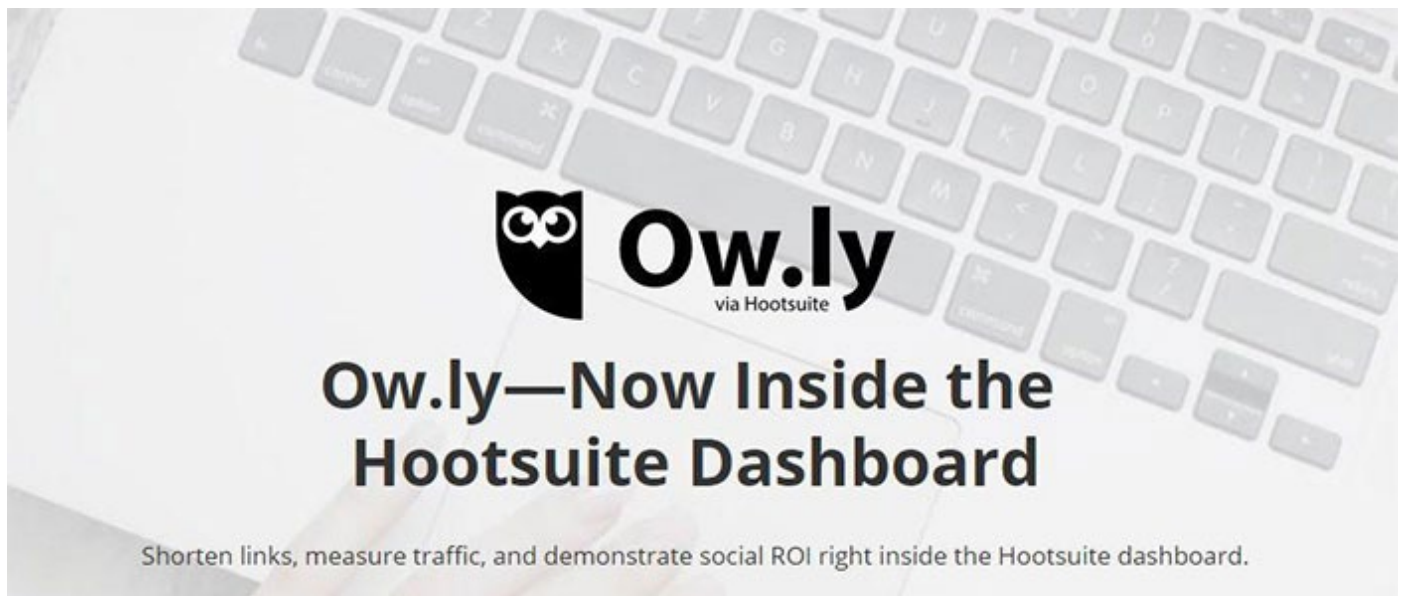 Ow.ly
via Hootsuite
Ow.ly—Now Inside the
Hootsuite Dashboard
Shorten links, measure traffic, and demonstrate social ROI right inside the Hootsuite dashboard.